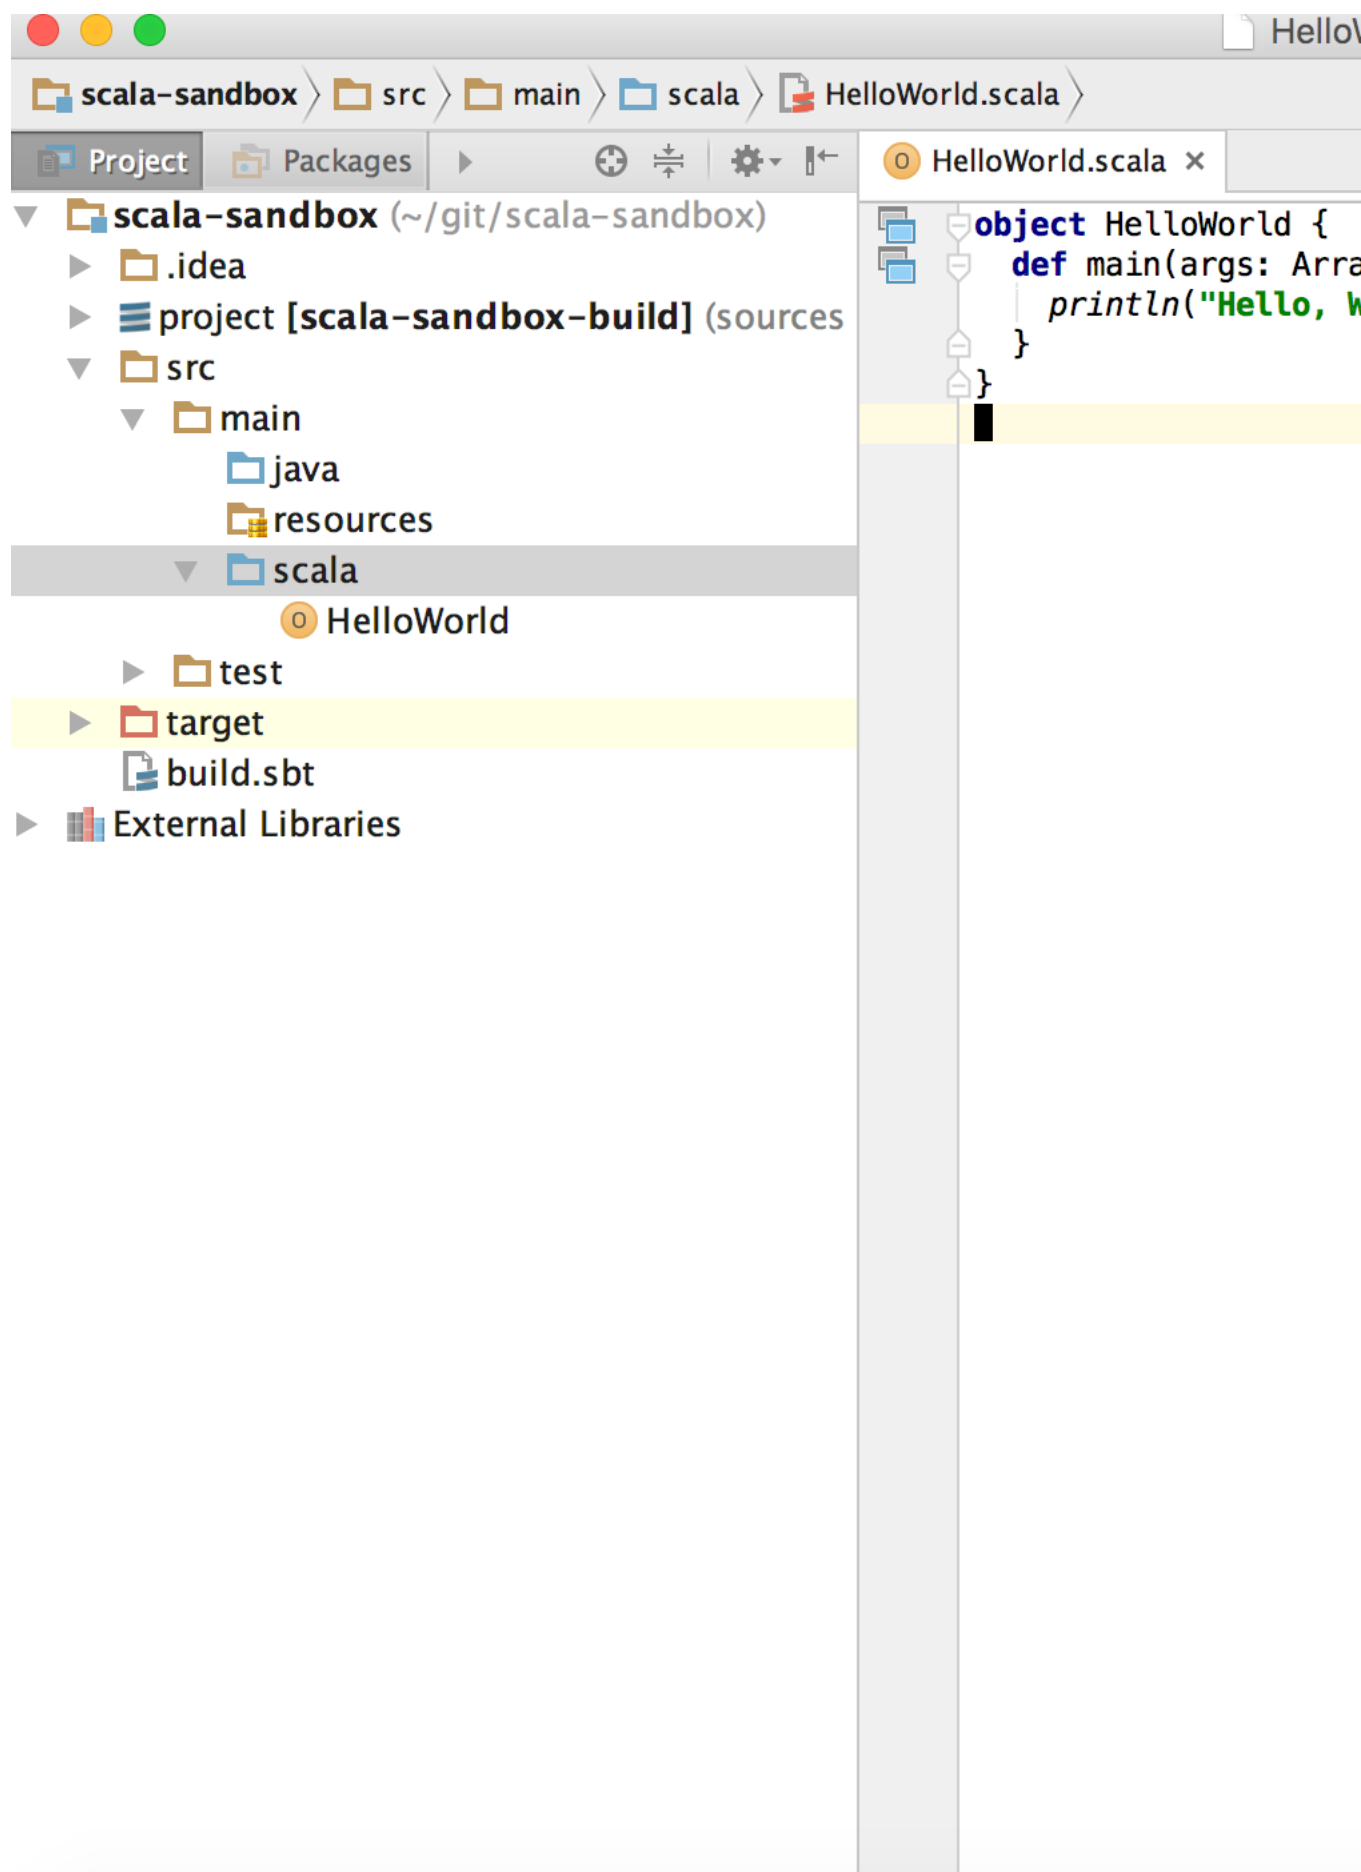 Hello
scala-sandbox src main scala HelloWorld.scala
Project Packages
HelloWorld.scala
scala-sandbox (~/git/scala-sandbox)
.idea
project [scala-sandbox-build] (sources
src
main
java
resources
scala
HelloWorld
test
target
build.sbt
External Libraries
object HelloWorld {
def main(args: Arra
println("Hello, W
}
}